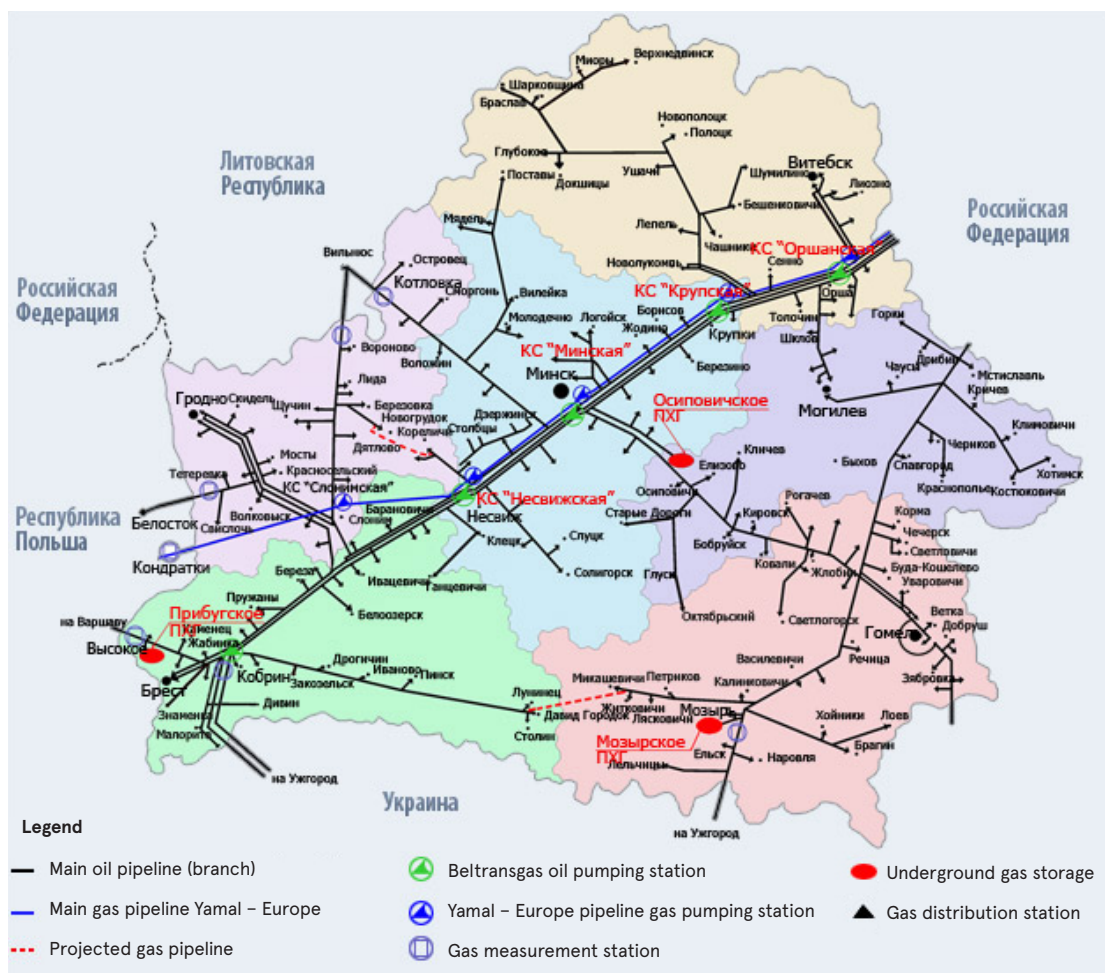 Верхнедвинск
Миоры
Шарковщина
Браслав
Новополоцк
Полоцк
Глубокое
Поставы
Докшицы
Ушачи
Шумилино
Витебск
Лиозно
Бешенковичи
Литовская
Республика
Российская
Федерация
Мядель
Лепель
Чашники
Новолукомль
КС "Оршанская"
Сенно
Орша
Толочин
Вильнюс
Островец
Котловка
Сморгонь
Вилейка
Молодечно
Российская
Федерация
КС "Крупская"
Борисов
Логойск
Жодино
Крупки
Горки
Шклов
Дрибин
Вороново
Воложин
КС "Минская"
Минск
Березино
Чаусы
Мстиславль
Кричев
Лида
Гродно
Скидель
Щучин
Березовка
Новогрудок
Кореличи
Дзержинск
Столбцы
Осиповичское
ПХГ
Могилев
Климовичи
Дятлово
Мосты
Тетеревка
Красносельский
КС "Слонимская"
Кличев
Елизово
Быхов
Чериков
Славгород
Хотимск
Краснополье
Костюковичи
Белосток
Волковыск
Свислочь
Слоним
Барановичи
КС "Несвижская"
Несвиж
Осиповичи
Старые Дороги
Рогачев
Кировск
Республика
Польша
Кондратки
Клецк
Слуцк
Бобруйск
Корма
Чечерск
Светловичи
Буда-Кошелево
Уваровичи
Береза
Ивацевичи
Ганцевичи
Солигорск
Глуск
Ковали
Жлобин
Пружаны
Белоозерск
Октябрьский
Светлогорск
Ветка
Добруш
на Варшаву
Прибугское
ПХГ
Каменец
Высокое
Жабинка
Гомель
Брест
Кобрин
Дрогичин
Иваново
Пинск
Закозельск
Василевичи
Речица
Зябровка
Микашевичи
Петриков
Калинковичи
Знаменка
Дивин
Малорита
Лунинец
Давид Городок
Столин
Житковичи
Лясковичи
Мозырь
Хойники
Лоев
Мозырское
ПХГ
Брагин
Ельск
Наровля
Лельчицы
на Ужгород
Украина
на Ужгород
Legend
Main oil pipeline (branch)
Main gas pipeline Yamal – Europe
Projected gas pipeline
Beltransgas oil pumping station
Yamal – Europe pipeline gas pumping station
Gas measurement station
Underground gas storage
Gas distribution station